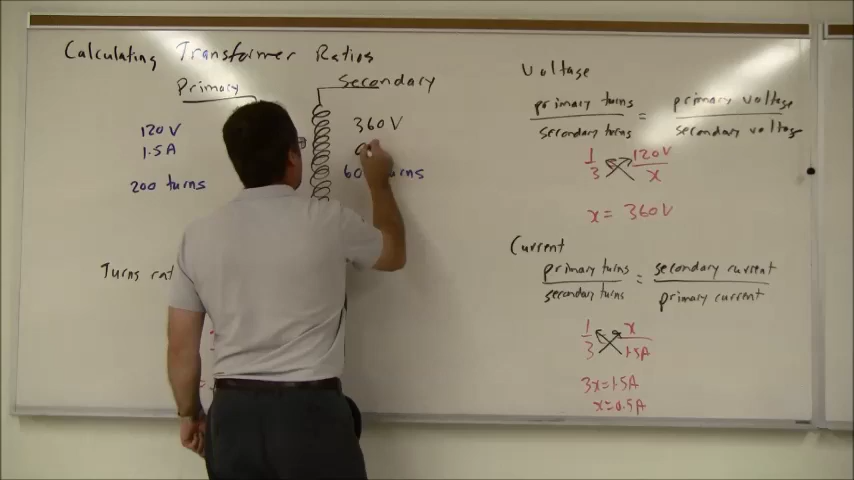 Calculating Transformer Ratios
Primary
Secondary
120V
1.5A
200 turns
360V
turns
Turns
Voltage
primary turns / secondary turns = primary voltage / secondary voltage
1/3 120V/x
x = 360V
Current
primary turns / secondary turns = secondary current / primary current
1/3 x/1.5A
3x=1.5A
x=0.5A